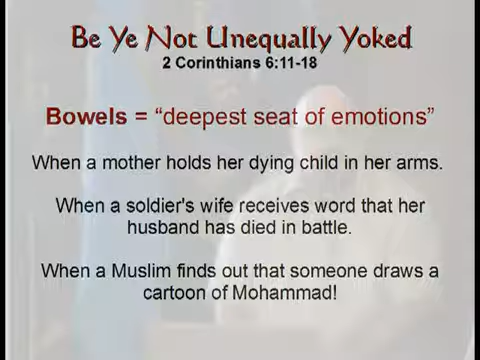 Be Ye Not Unequally Yoked
2 Corinthians 6:11-18
Bowels = “deepest seat of emotions”
When a mother holds her dying child in her arms.
When a soldier's wife receives word that her
husband has died in battle.
When a Muslim finds out that someone draws a
cartoon of Mohammad!